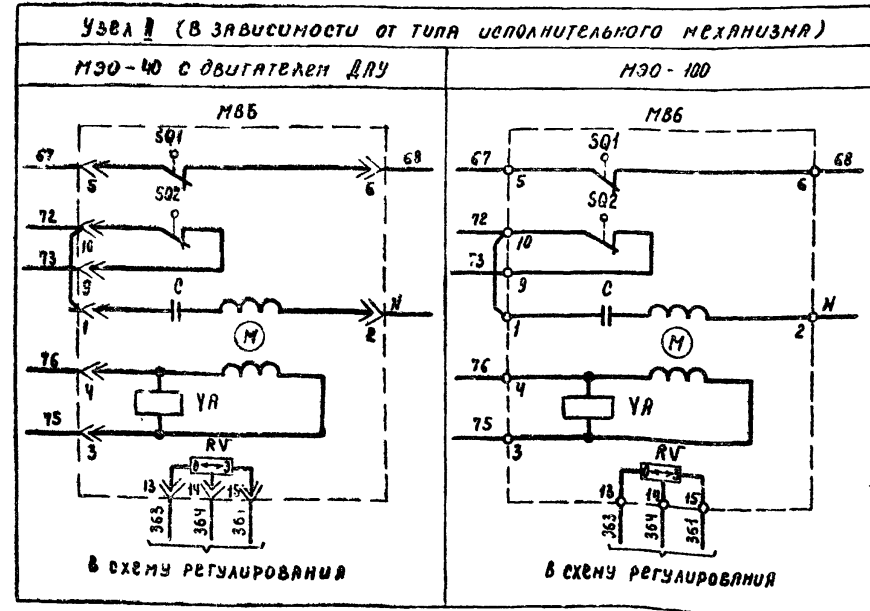 Узел II (в зависимости от типа исполнительного механизма)
МЭО-40 с двигателем ДАУ
МВБ
SQ1
67
5
6
68
SQ2
72
10
73
9
C
1
2
N
M
76
4
YA
75
3
RV
0 З
13
14
15
363
364
361
в схему регулирования
МЭО-100
МВБ
SQ1
67
5
6
68
SQ2
72
10
73
9
C
1
2
N
M
76
4
YA
75
3
RV
0 З
13
14
15
363
364
361
в схему регулирования